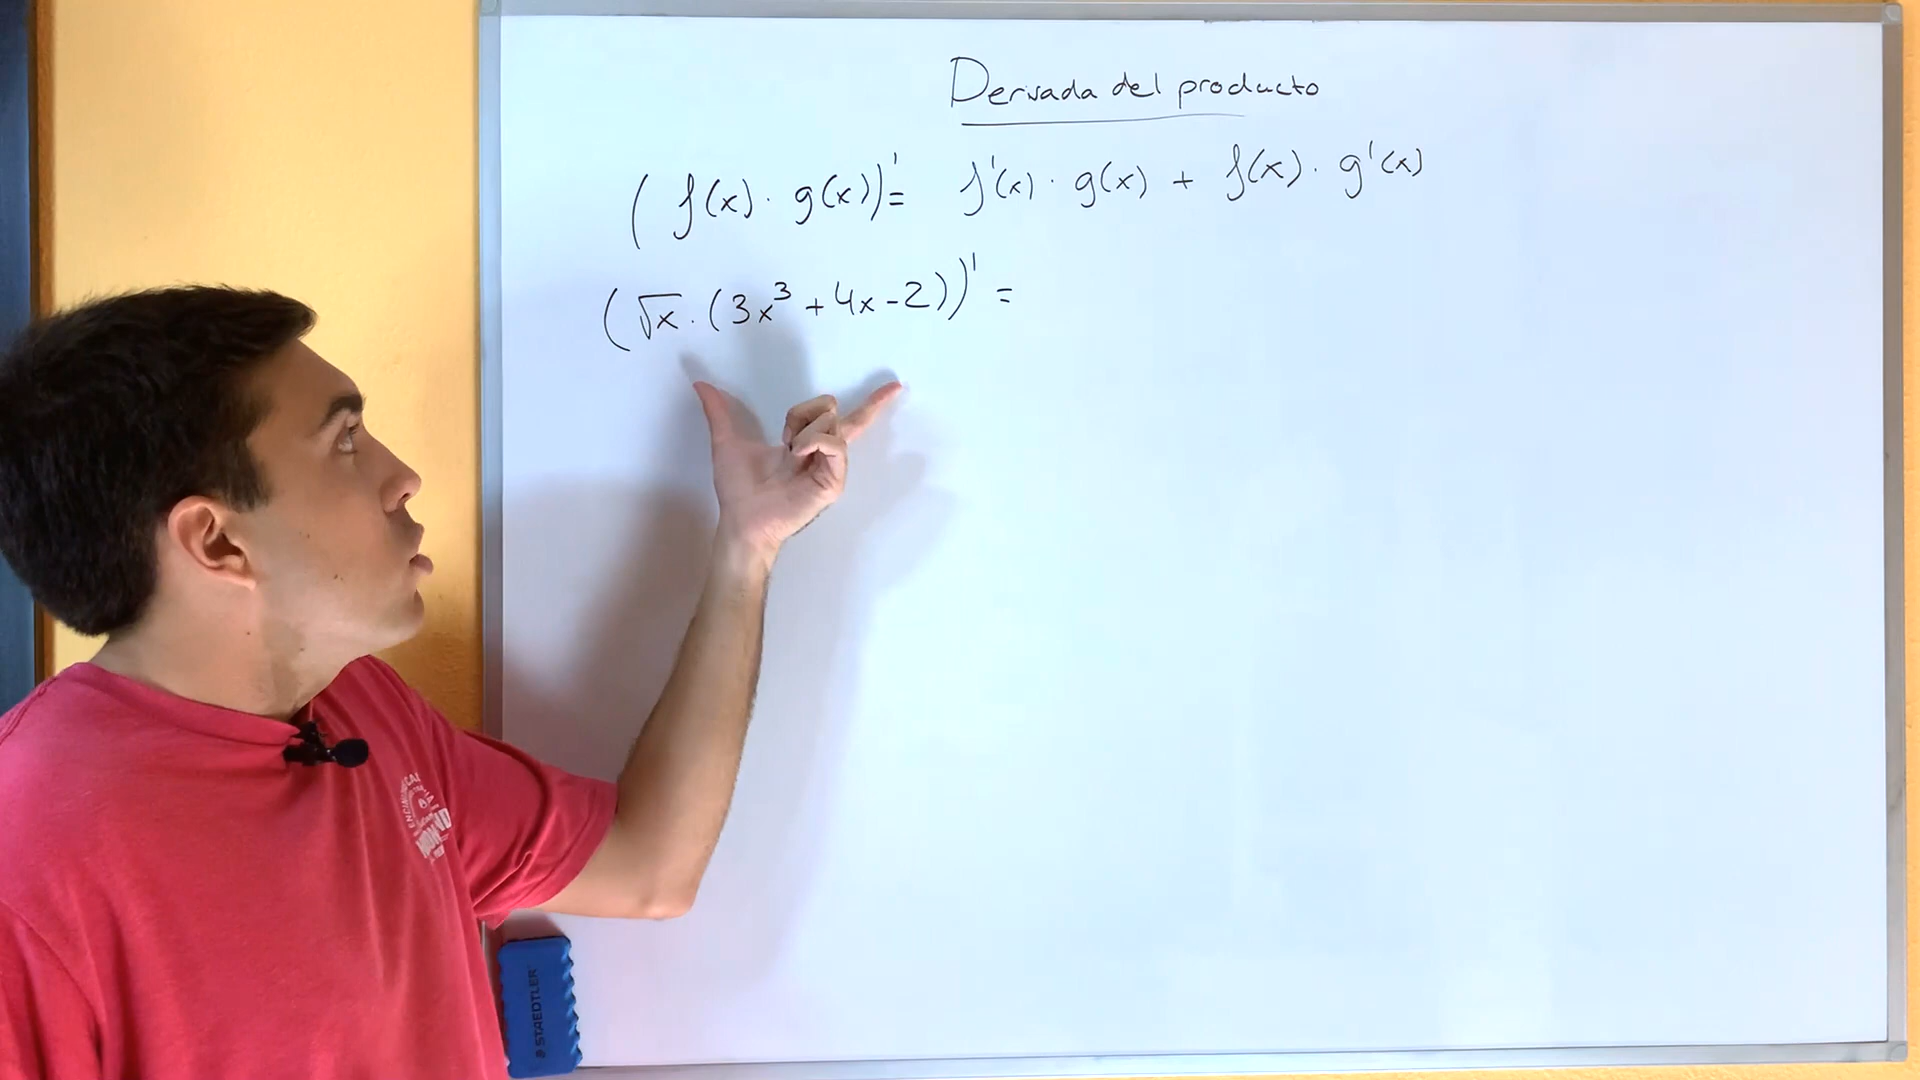 Derivada del producto
(f(x) · g(x))' = f'(x) · g(x) + f(x) · g'(x)
(√x · (3x³ + 4x - 2))' =
STAEDTLER